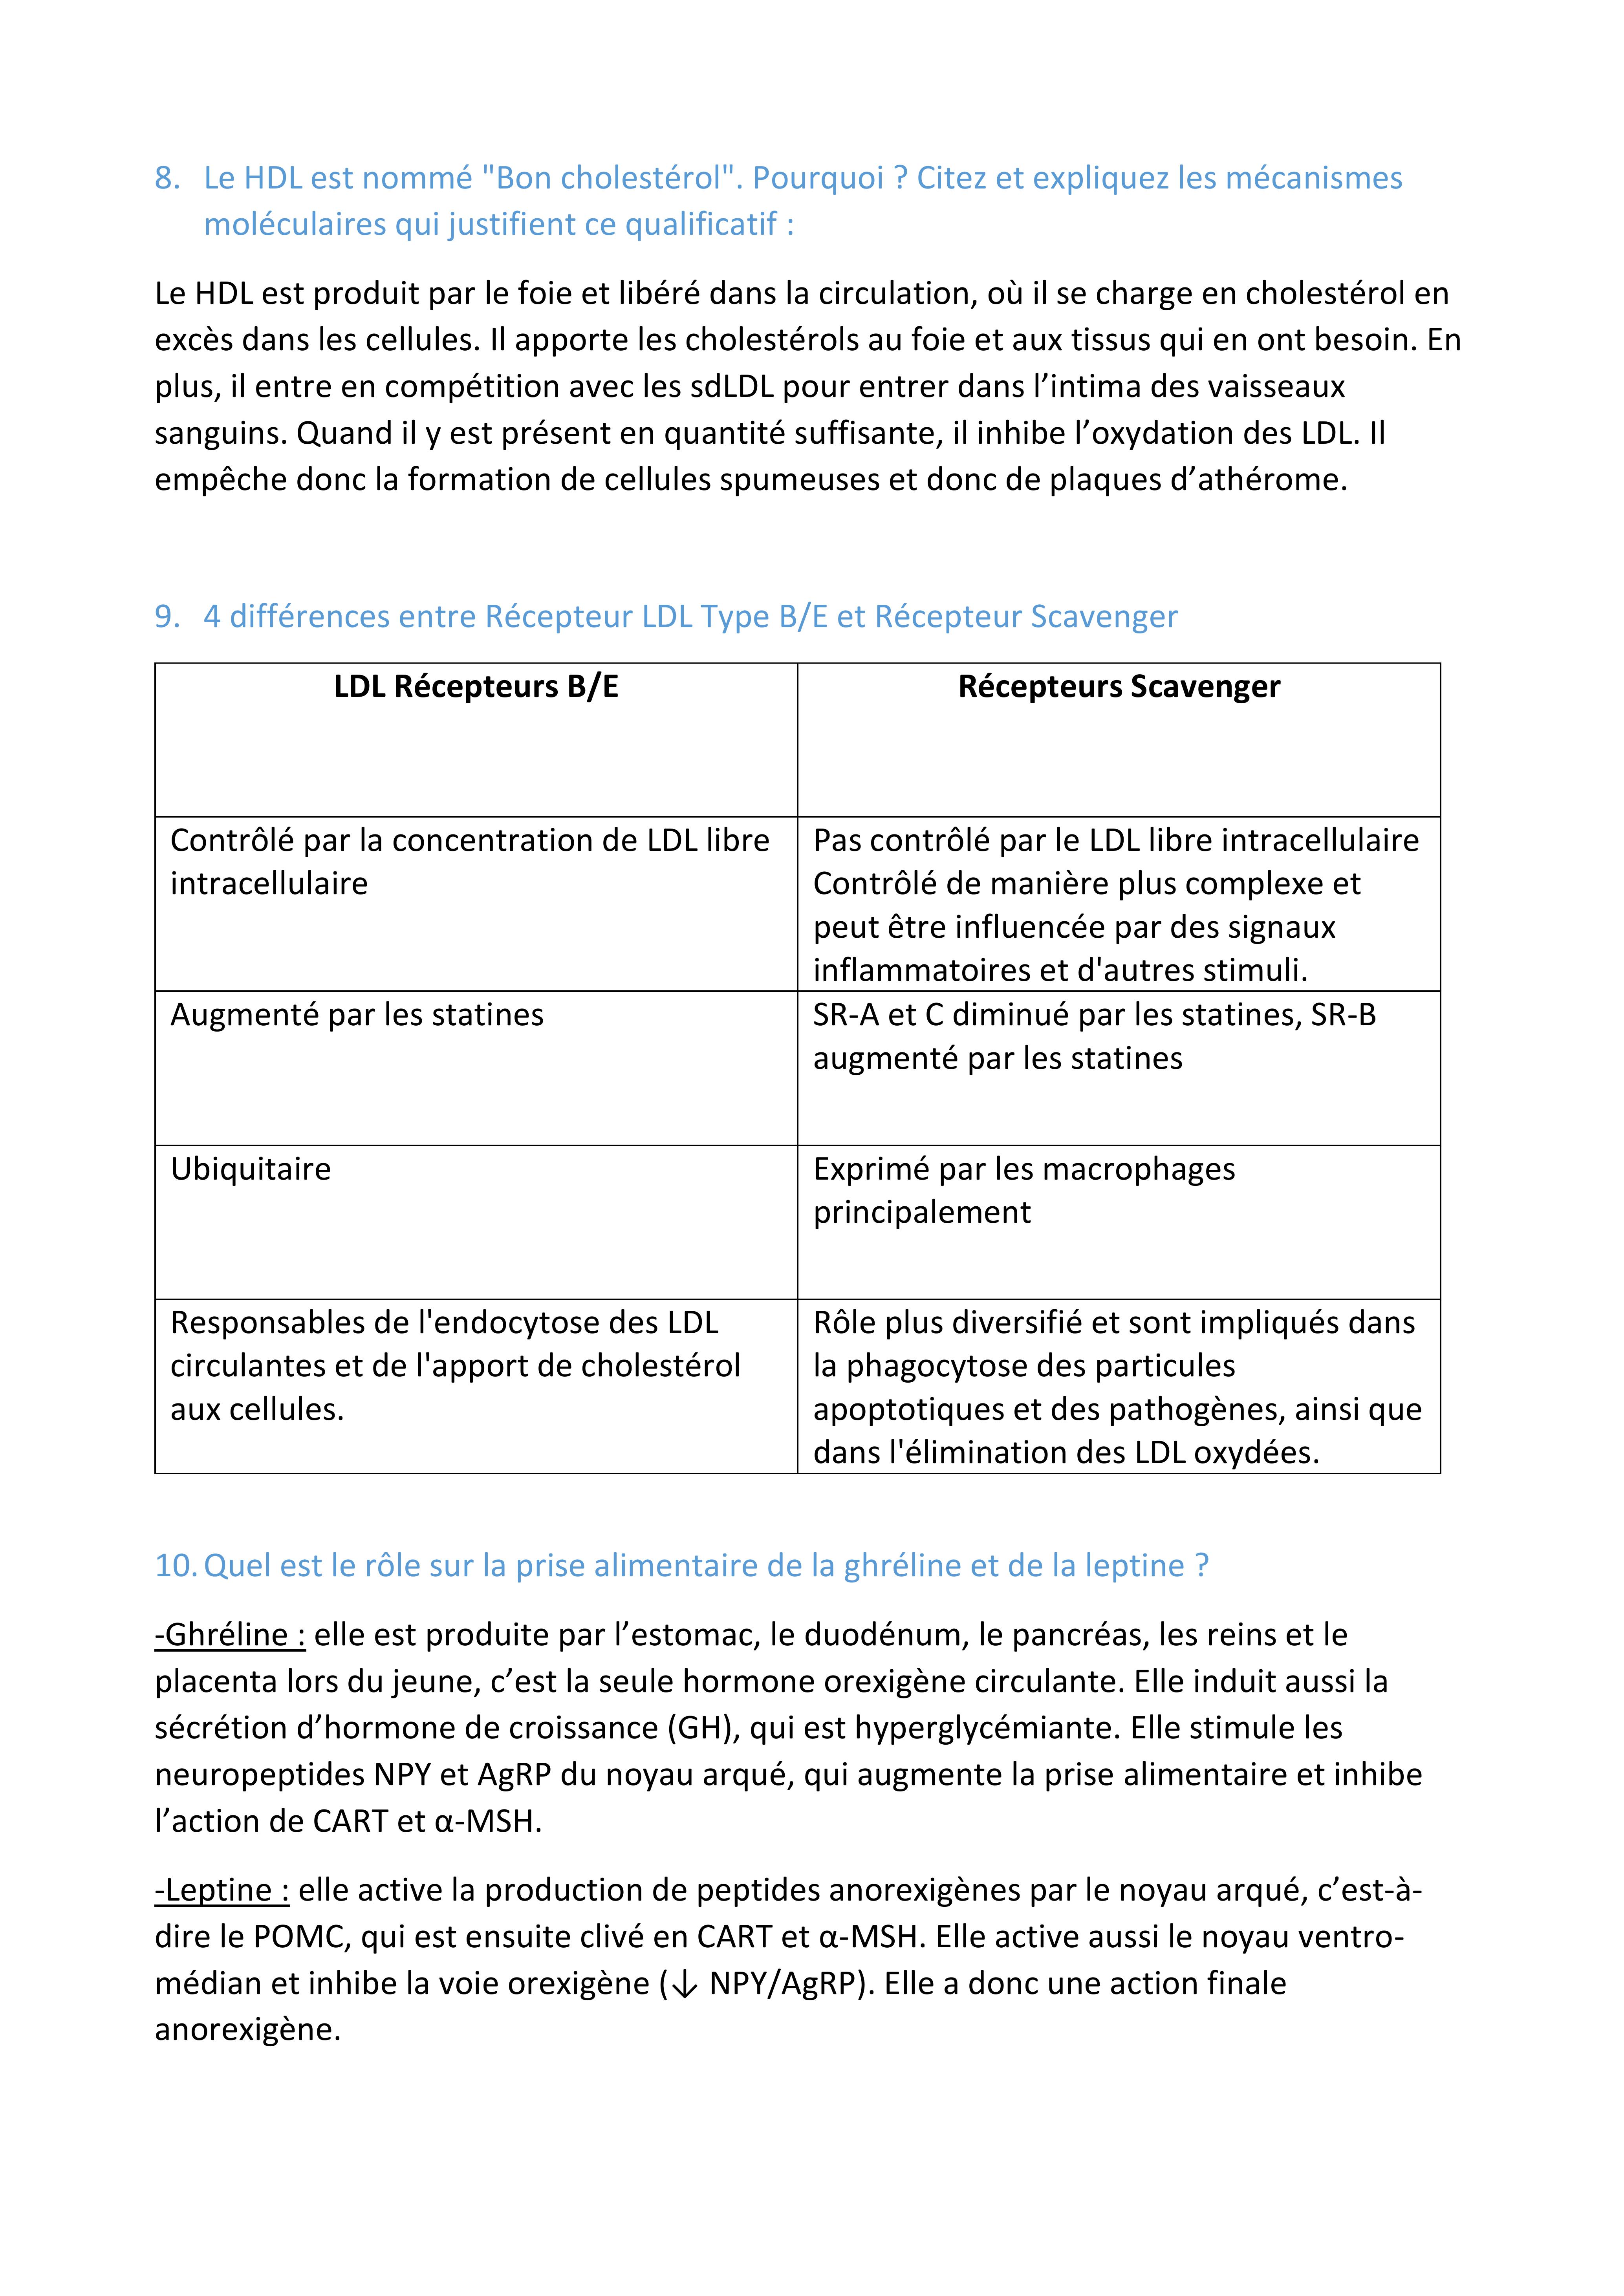 8. Le HDL est nommé "Bon cholestérol". Pourquoi ? Citez et expliquez les mécanismes
moléculaires qui justifient ce qualificatif :
Le HDL est produit par le foie et libéré dans la circulation, où il se charge en cholestérol en
excès dans les cellules. Il apporte les cholestérols au foie et aux tissus qui en ont besoin. En
plus, il entre en compétition avec les sdLDL pour entrer dans l’intima des vaisseaux
sanguins. Quand il y est présent en quantité suffisante, il inhibe l’oxydation des LDL. Il
empêche donc la formation de cellules spumeuses et donc de plaques d’athérome.
9. 4 différences entre Récepteur LDL Type B/E et Récepteur Scavenger
LDL Récepteurs B/E
Récepteurs Scavenger
Contrôlé par la concentration de LDL libre
intracellulaire
Pas contrôlé par le LDL libre intracellulaire
Contrôlé de manière plus complexe et
peut être influencée par des signaux
inflammatoires et d'autres stimuli.
Augmenté par les statines
SR-A et C diminué par les statines, SR-B
augmenté par les statines
Ubiquitaire
Exprimé par les macrophages
principalement
Responsables de l'endocytose des LDL
circulantes et de l'apport de cholestérol
aux cellules.
Rôle plus diversifié et sont impliqués dans
la phagocytose des particules
apoptotiques et des pathogènes, ainsi que
dans l'élimination des LDL oxydées.
10. Quel est le rôle sur la prise alimentaire de la ghréline et de la leptine ?
-Ghréline : elle est produite par l’estomac, le duodénum, le pancréas, les reins et le
placenta lors du jeune, c’est la seule hormone orexigène circulante. Elle induit aussi la
sécrétion d’hormone de croissance (GH), qui est hyperglycémiante. Elle stimule les
neuropeptides NPY et AgRP du noyau arqué, qui augmente la prise alimentaire et inhibe
l’action de CART et α-MSH.
-Leptine : elle active la production de peptides anorexigènes par le noyau arqué, c’est-à-
dire le POMC, qui est ensuite clivé en CART et α-MSH. Elle active aussi le noyau ventro-
médian et inhibe la voie orexigène (↓ NPY/AgRP). Elle a donc une action finale
anorexigène.